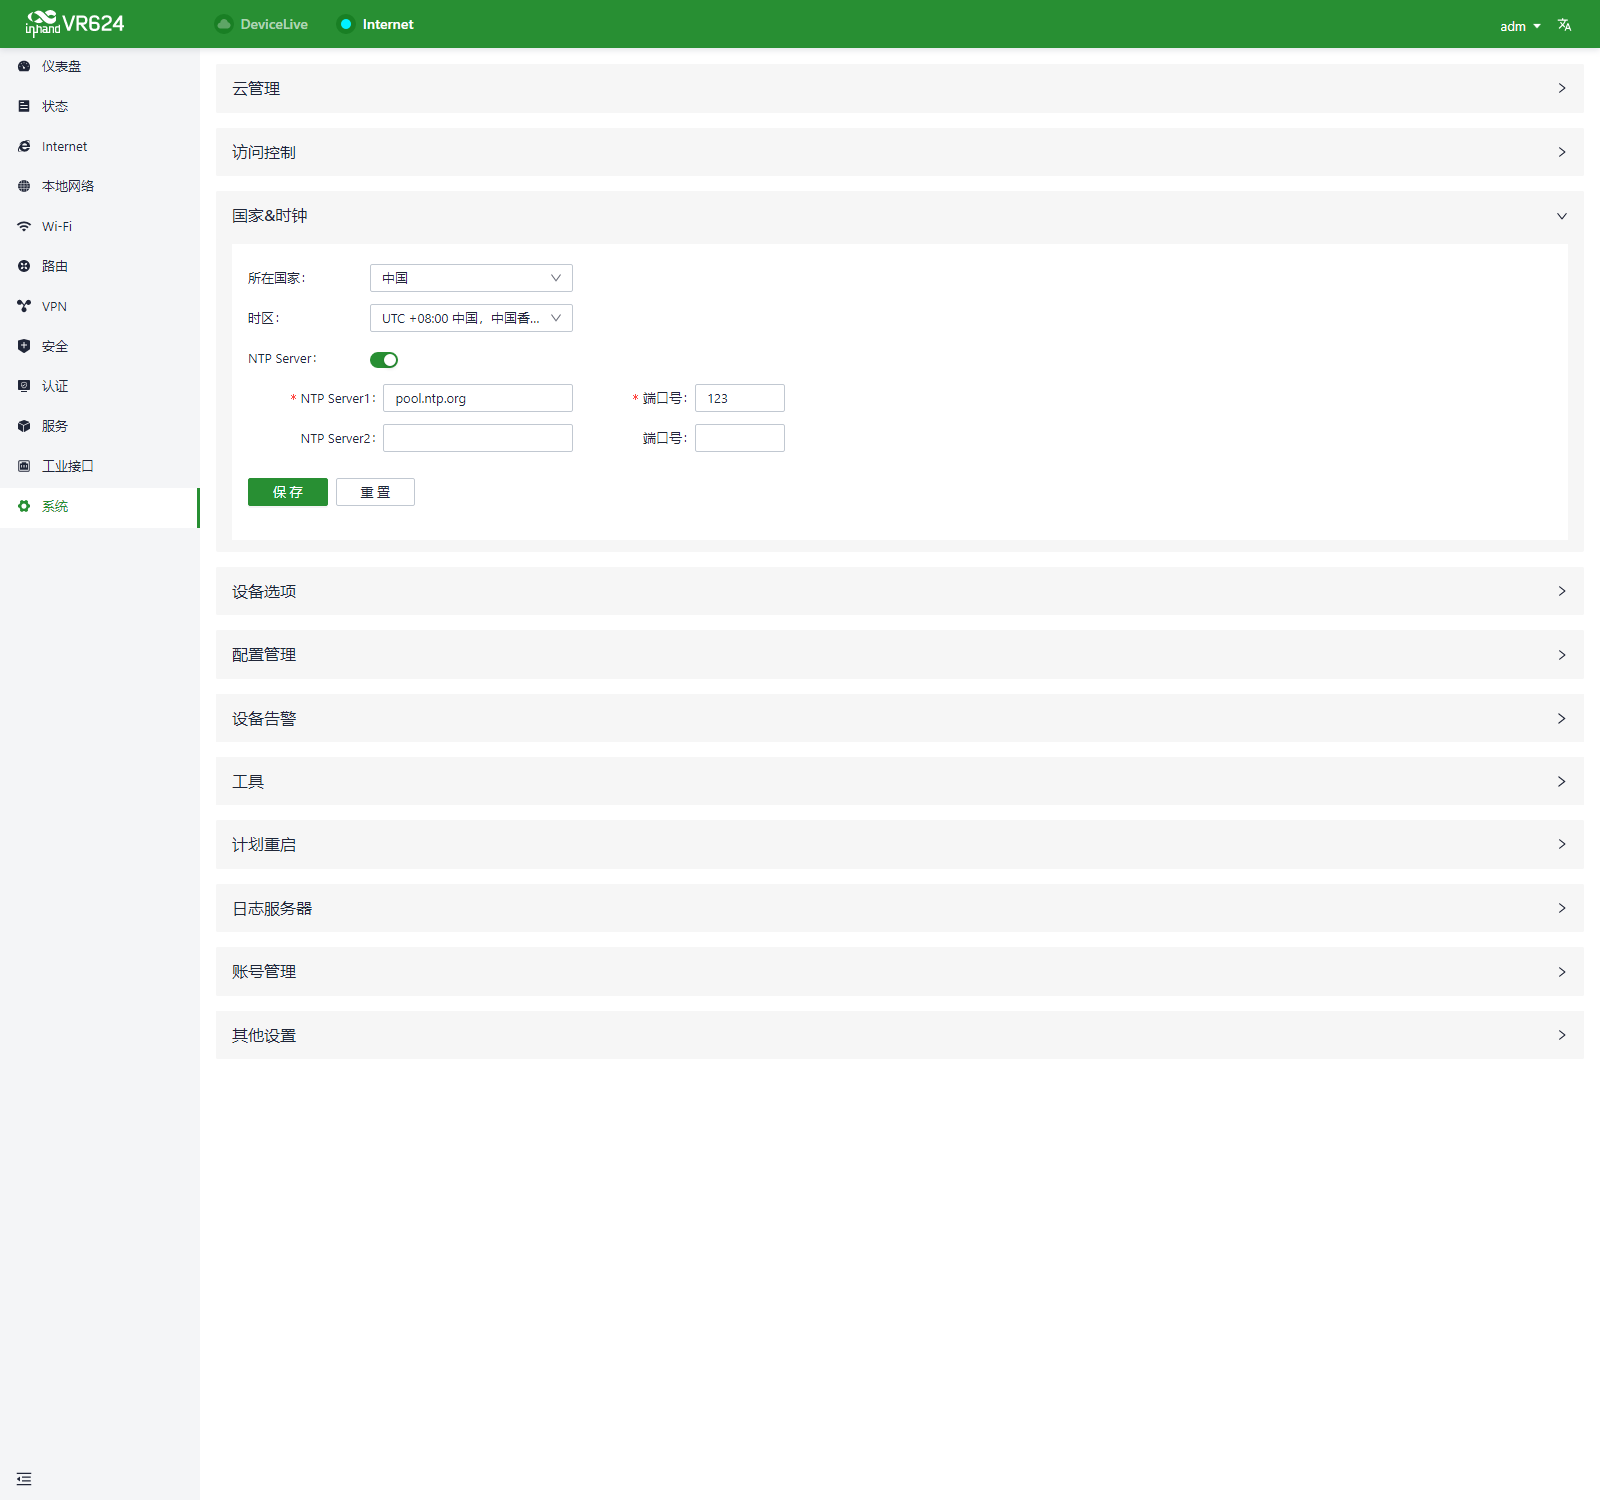 inhand VR624
DeviceLive
Internet
adm
仪表盘
状态
Internet
本地网络
Wi-Fi
路由
VPN
安全
认证
服务
工业接口
系统
云管理
访问控制
国家&时钟
所在国家:
中国
时区:
UTC +08:00 中国，中国香...
NTP Server:
* NTP Server1: pool.ntp.org * 端口号: 123
NTP Server2: 端口号:
保存 重置
设备选项
配置管理
设备告警
工具
计划重启
日志服务器
账号管理
其他设置